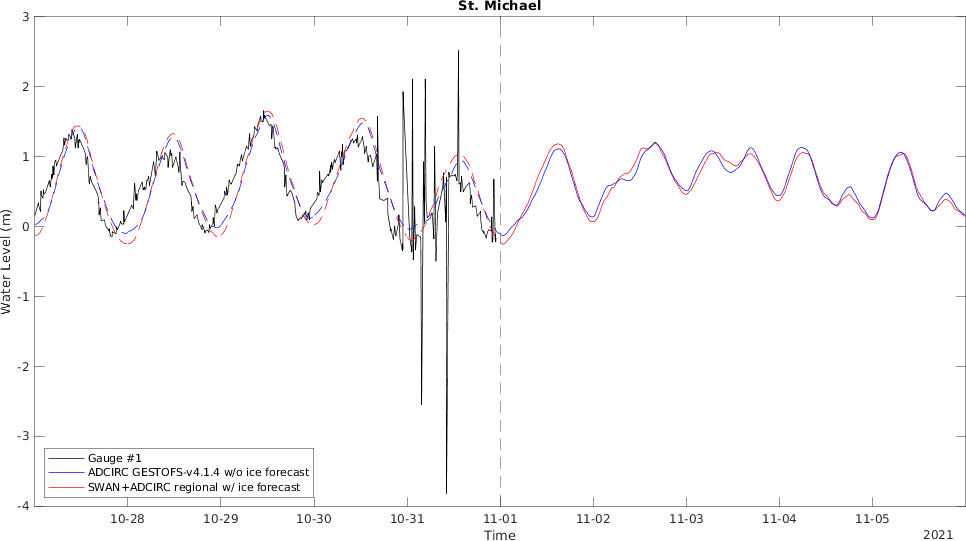 St. Michael
3
2
1
0
-1
-2
-3
-4
Water Level (m)
Gauge #1
ADCIRC GESTOFS-v4.1.4 w/o ice forecast
SWAN+ADCIRC regional w/ ice forecast
10-28 10-29 10-30 10-31 11-01 11-02 11-03 11-04 11-05
Time
2021